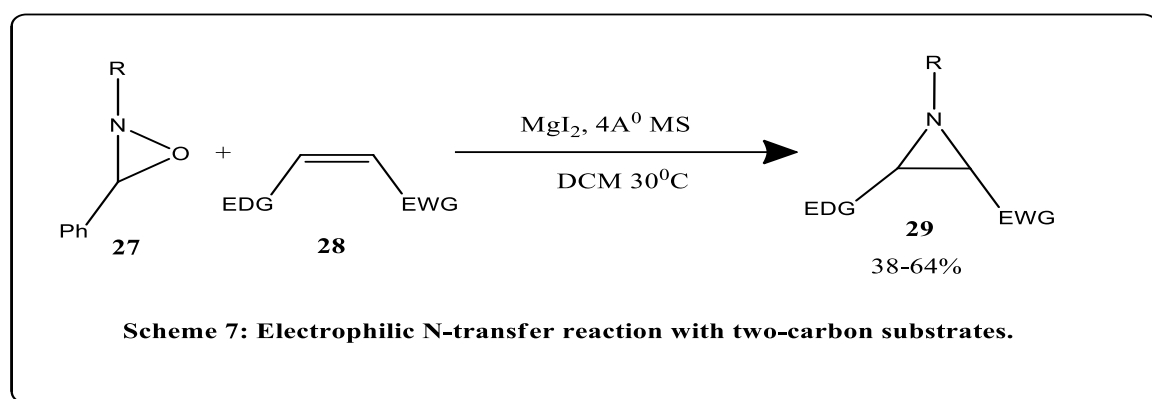 R
N
O
Ph
27
+
EDG
EWG
28
MgI₂, 4A⁰ MS
DCM 30⁰C
R
N
EDG
EWG
29
38-64%
Scheme 7: Electrophilic N-transfer reaction with two-carbon substrates.